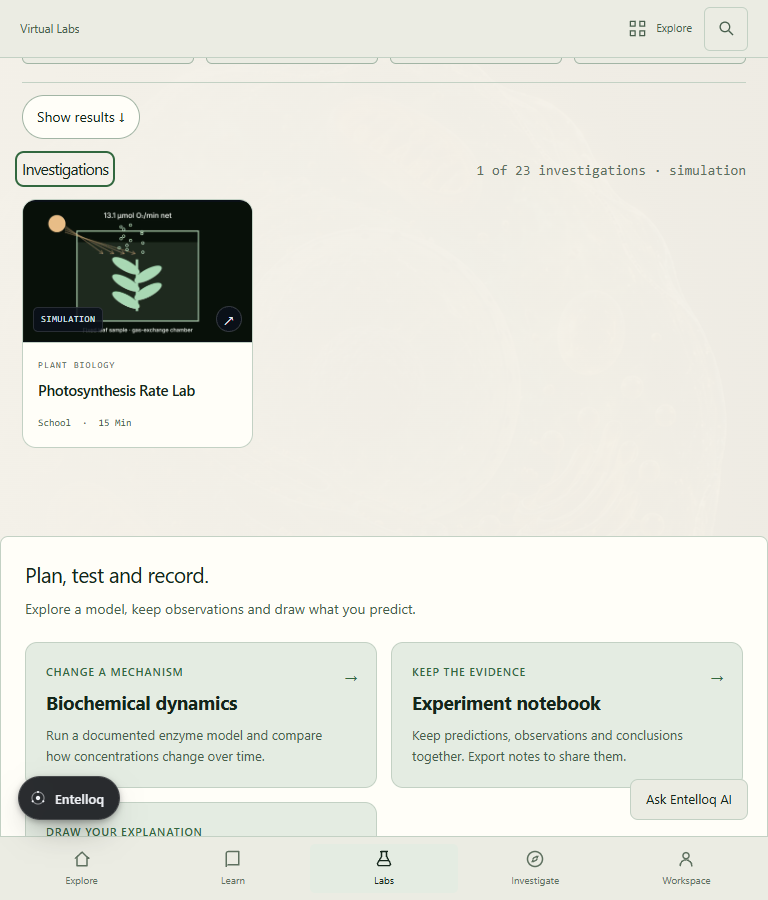 Virtual Labs
Explore
Show results ↓
Investigations
1 of 23 investigations · simulation
13.1 µmol O₂/min net
SIMULATION
leaf sample · gas-exchange chamber
↗
PLANT BIOLOGY
Photosynthesis Rate Lab
School · 15 Min
Plan, test and record.
Explore a model, keep observations and draw what you predict.
CHANGE A MECHANISM
→
Biochemical dynamics
Run a documented enzyme model and compare
how concentrations change over time.
KEEP THE EVIDENCE
→
Experiment notebook
Keep predictions, observations and conclusions
together. Export notes to share them.
Entelloq
Ask Entelloq AI
DRAW YOUR EXPLANATION
Explore
Learn
Labs
Investigate
Workspace